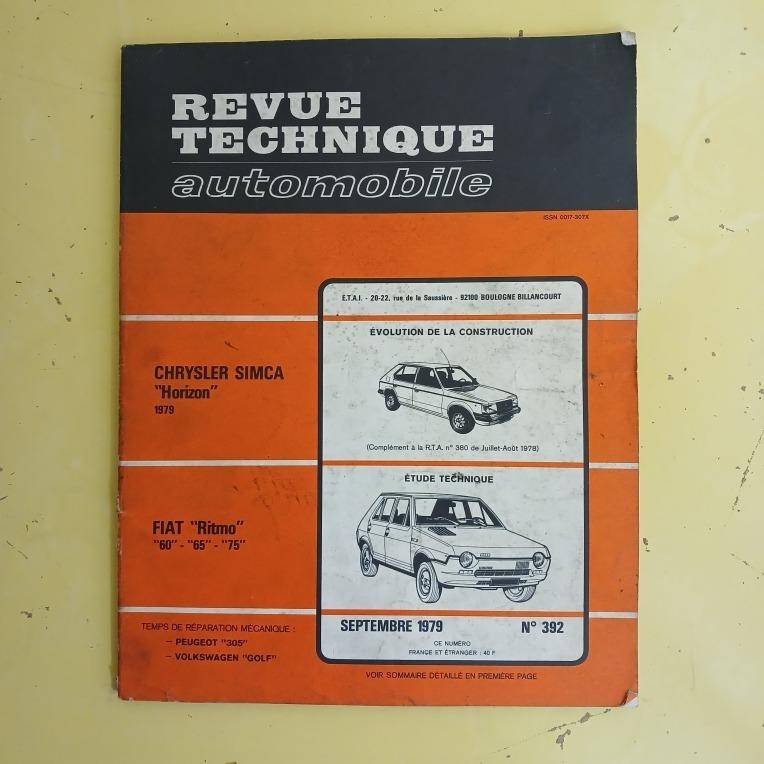 REVUE
TECHNIQUE
automobile
ISSN 0017-307X
E.T.A.I. - 20-22, rue de la Saussière - 92100 BOULOGNE BILLANCOURT
ÉVOLUTION DE LA CONSTRUCTION
CHRYSLER SIMCA
"Horizon"
1979
(Complément à la R.T.A. n° 380 de Juillet-Août 1978)
ÉTUDE TECHNIQUE
FIAT "Ritmo"
"60" - "65" - "75"
TEMPS DE RÉPARATION MÉCANIQUE :
— PEUGEOT "305"
— VOLKSWAGEN "GOLF"
SEPTEMBRE 1979 N° 392
CE NUMÉRO
FRANCE ET ÉTRANGER : 40 F
VOIR SOMMAIRE DÉTAILLÉ EN PREMIÈRE PAGE